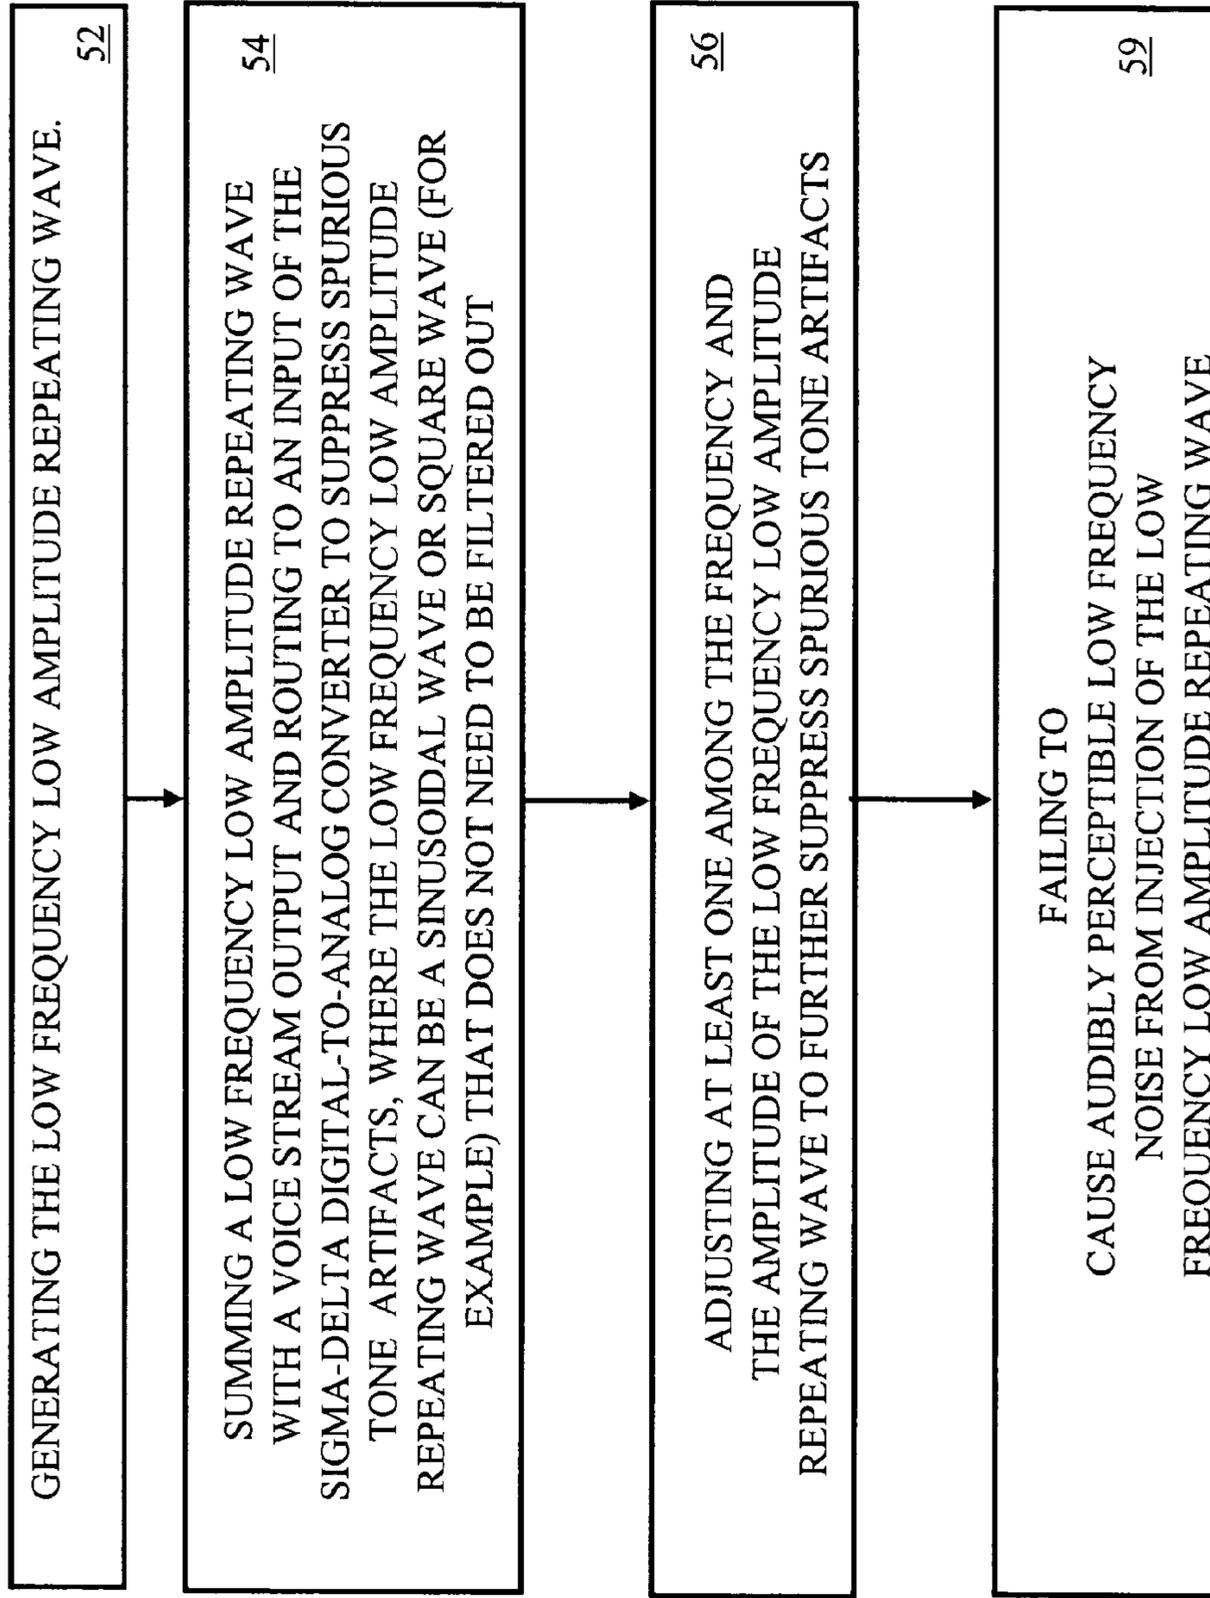 GENERATING THE LOW FREQUENCY LOW AMPLITUDE REPEATING WAVE.
52
SUMMING A LOW FREQUENCY LOW AMPLITUDE REPEATING WAVE
WITH A VOICE STREAM OUTPUT AND ROUTING TO AN INPUT OF THE
SIGMA-DELTA DIGITAL-TO-ANALOG CONVERTER TO SUPPRESS SPURIOUS
TONE ARTIFACTS, WHERE THE LOW FREQUENCY LOW AMPLITUDE
REPEATING WAVE CAN BE A SINUSOIDAL WAVE OR SQUARE WAVE (FOR
EXAMPLE) THAT DOES NOT NEED TO BE FILTERED OUT
54
ADJUSTING AT LEAST ONE AMONG THE FREQUENCY AND
THE AMPLITUDE OF THE LOW FREQUENCY LOW AMPLITUDE
REPEATING WAVE TO FURTHER SUPPRESS SPURIOUS TONE ARTIFACTS
56
FAILING TO
CAUSE AUDIBLY PERCEPTIBLE LOW FREQUENCY
NOISE FROM INJECTION OF THE LOW
FREQUENCY LOW AMPLITUDE REPEATING WAVE
59